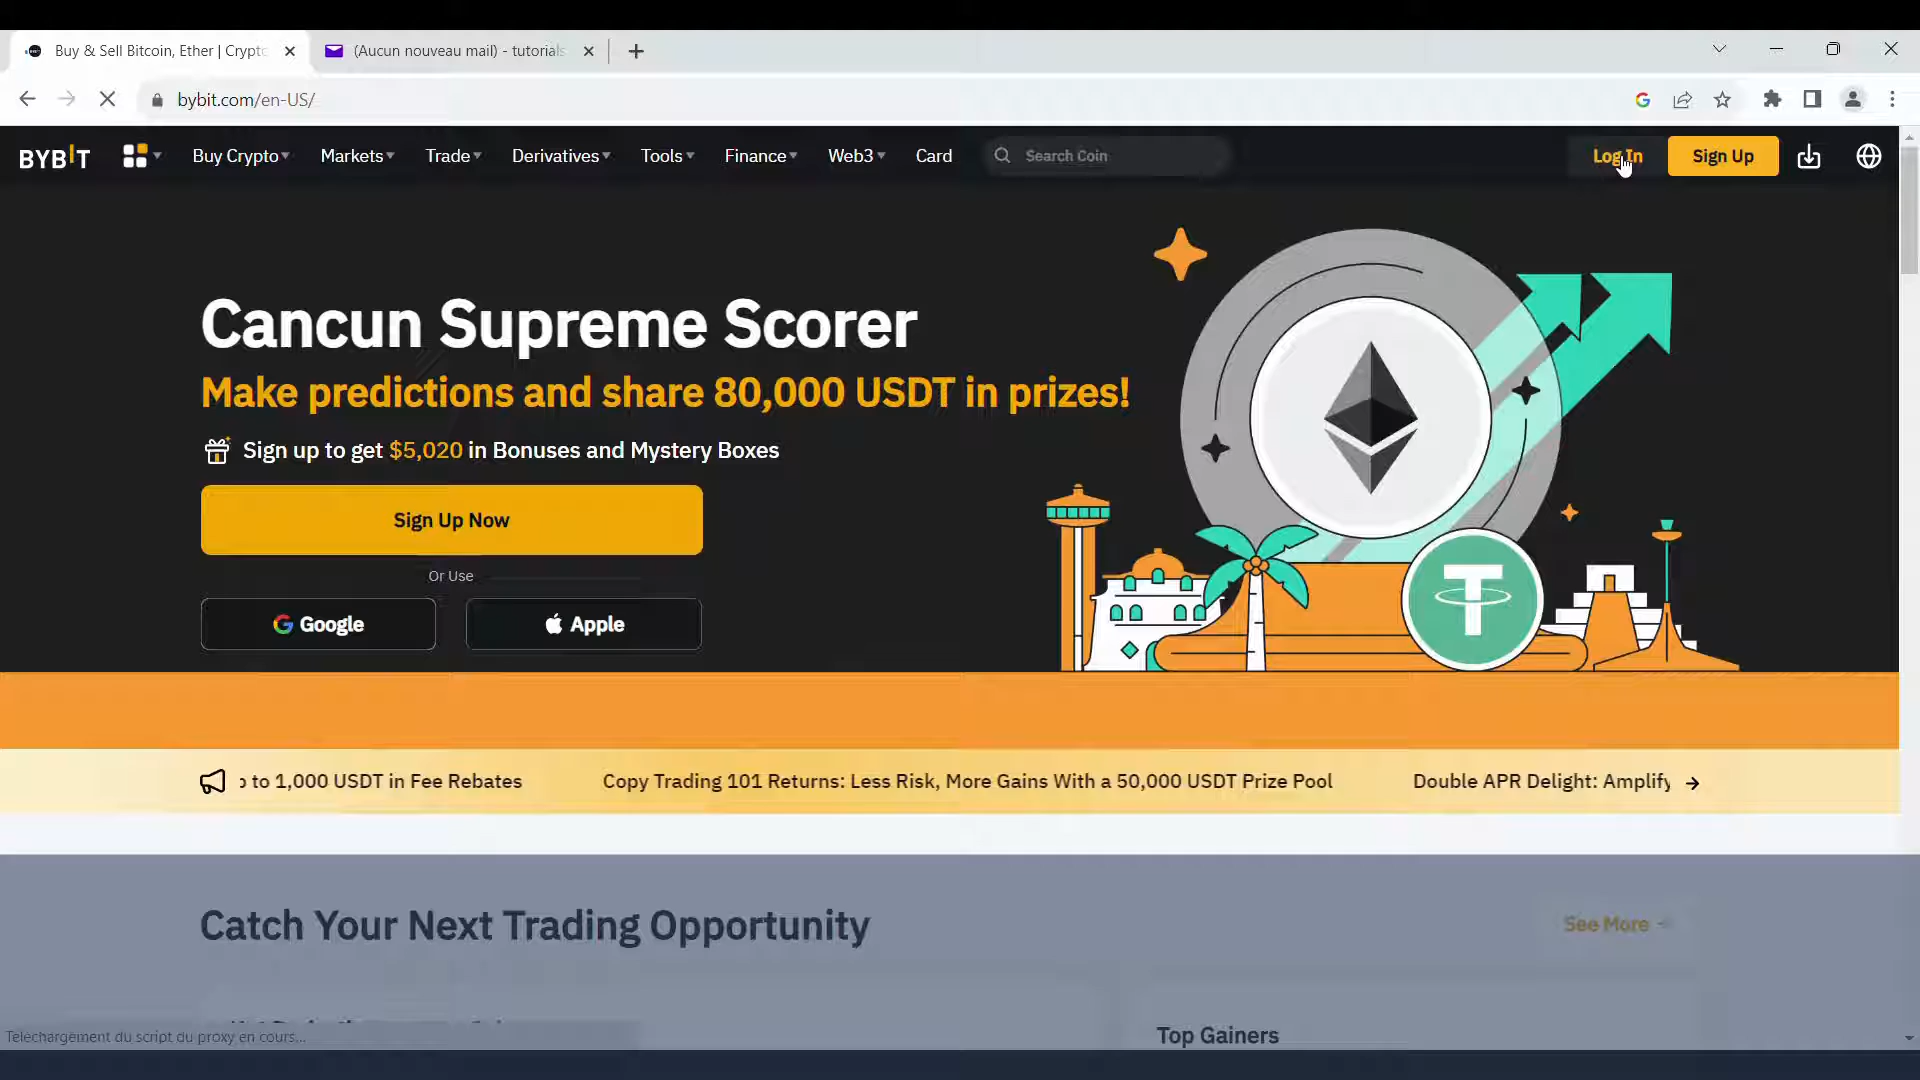 Buy & Sell Bitcoin, Ether | Crypto
(Aucun nouveau mail) - tutorials
bybit.com/en-US/
BYBIT
Buy Crypto
Markets
Trade
Derivatives
Tools
Finance
Web3
Card
Search Coin
Log In
Sign Up
Cancun Supreme Scorer
Make predictions and share 80,000 USDT in prizes!
Sign up to get $5,020 in Bonuses and Mystery Boxes
Sign Up Now
Or Use
Google
Apple
to 1,000 USDT in Fee Rebates
Copy Trading 101 Returns: Less Risk, More Gains With a 50,000 USDT Prize Pool
Double APR Delight: Amplify
Catch Your Next Trading Opportunity
See More
Top Gainers
Téléchargement du script du proxy en cours...